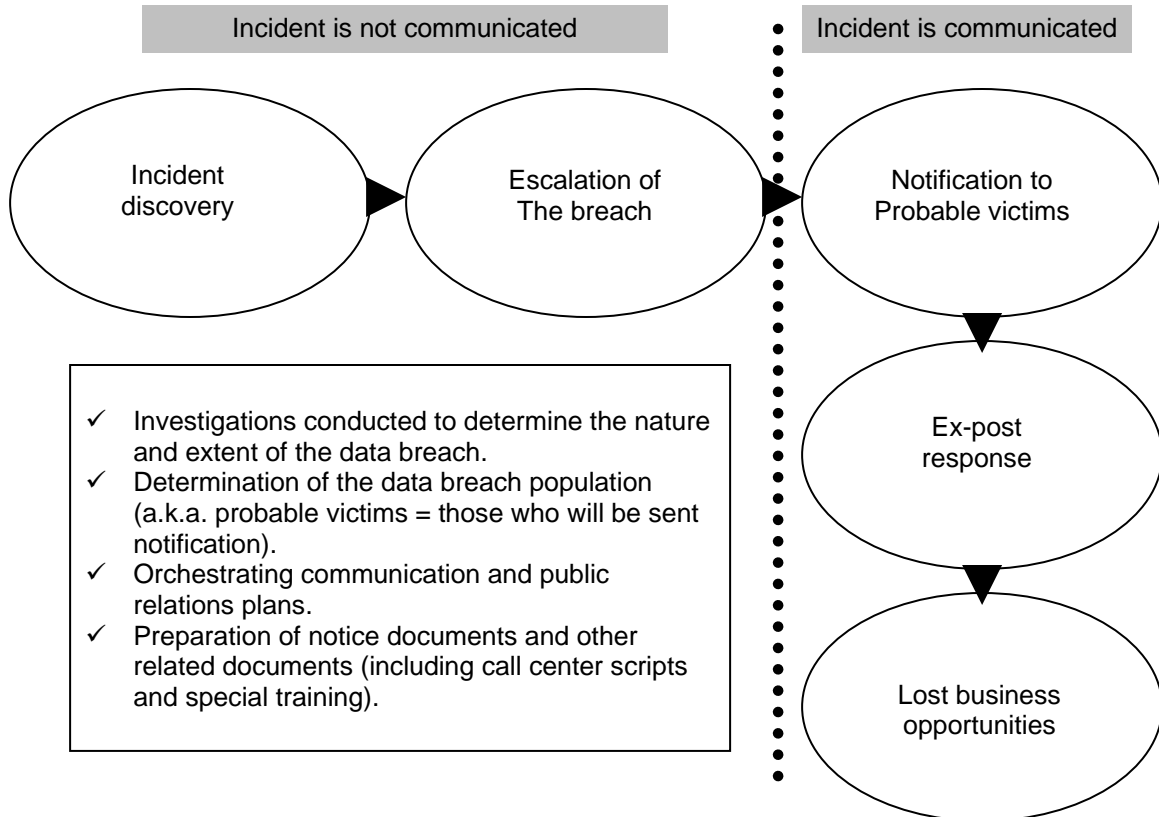 Incident is not communicated
Incident is communicated
Incident
discovery
Escalation of
The breach
Notification to
Probable victims
✓ Investigations conducted to determine the nature
and extent of the data breach.
✓ Determination of the data breach population
(a.k.a. probable victims = those who will be sent
notification).
✓ Orchestrating communication and public
relations plans.
✓ Preparation of notice documents and other
related documents (including call center scripts
and special training).
Ex-post
response
Lost business
opportunities